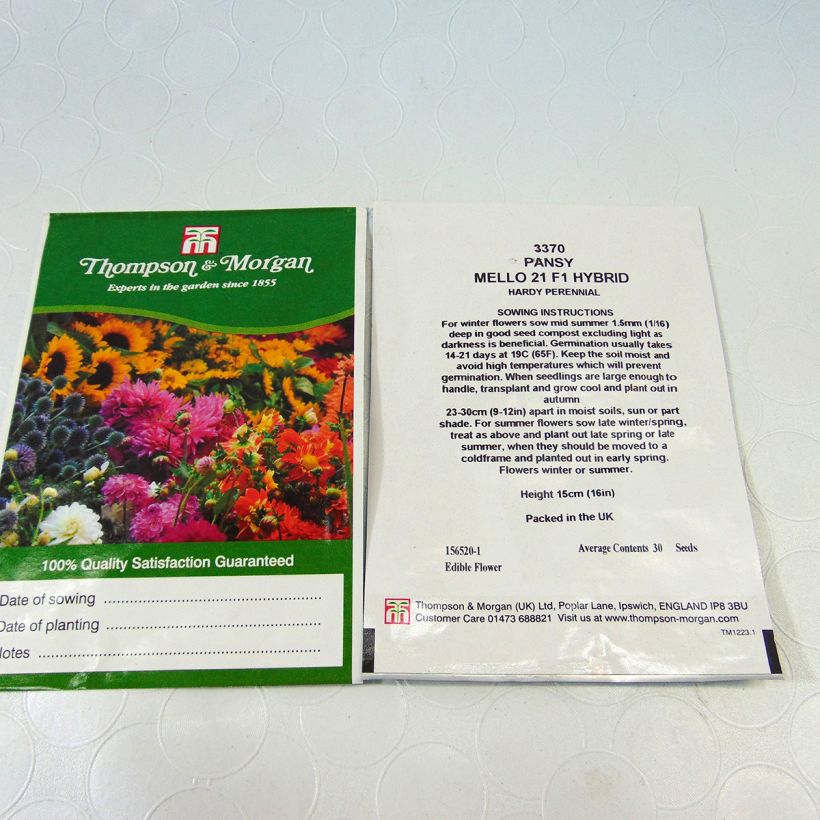 Thompson & Morgan
Experts in the garden since 1855
100% Quality Satisfaction Guaranteed
Date of sowing
Date of planting
Notes
3370
PANSY
MELLO 21 F1 HYBRID
HARDY PERENNIAL
SOWING INSTRUCTIONS
For winter flowers sow mid summer 1.5mm (1/16)
deep in good seed compost excluding light as
darkness is beneficial. Germination usually takes
14-21 days at 19C (65F). Keep the soil moist and
avoid high temperatures which will prevent
germination. When seedlings are large enough to
handle, transplant and grow cool and plant out in
autumn
23-30cm (9-12in) apart in moist soils, sun or part
shade. For summer flowers sow late winter/spring,
treat as above and plant out late spring or late
summer, when they should be moved to a
coldframe and planted out in early spring.
Flowers winter or summer.
Height 15cm (16in)
Packed in the UK
156520-1 Average Contents 30 Seeds
Edible Flower
Thompson & Morgan (UK) Ltd, Poplar Lane, Ipswich, ENGLAND IP8 3BU
Customer Care 01473 688821 Visit us at www.thompson-morgan.com
TM1223.1